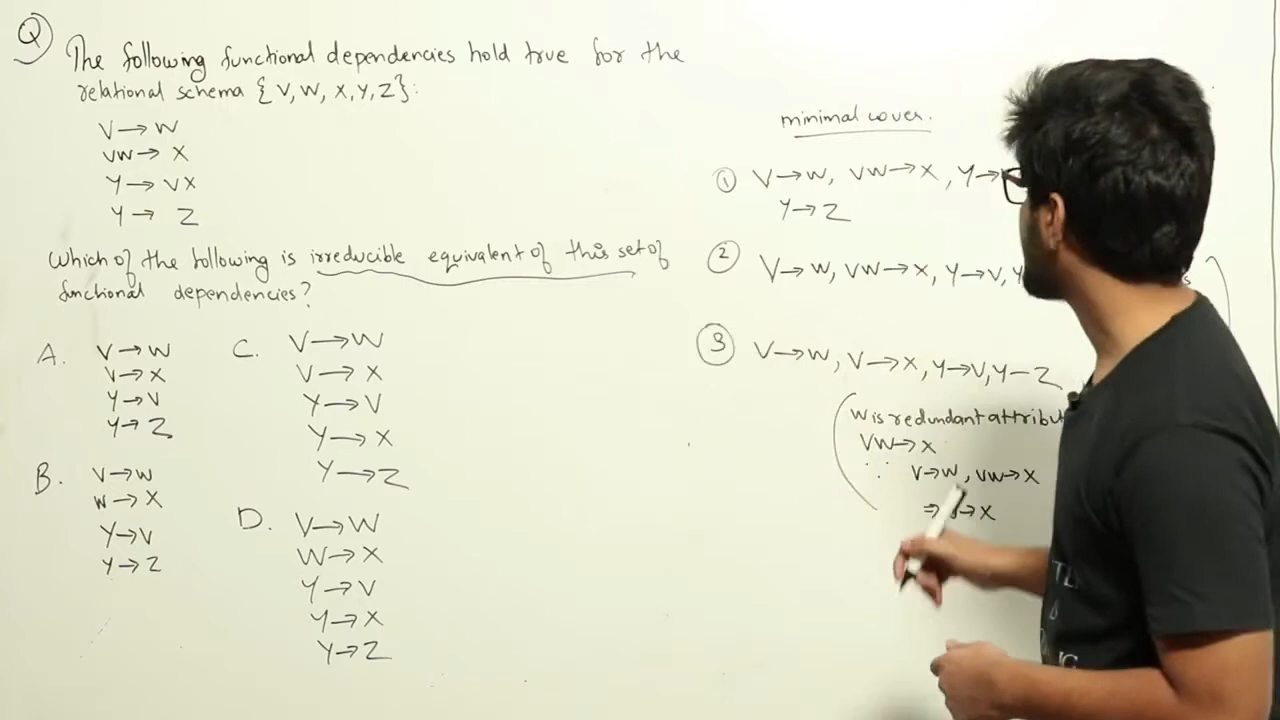 Q
The following functional dependencies hold true for the
relational schema {V, W, X, Y, Z}:
V → W
VW → X
Y → VX
Y → Z
Which of the following is irreducible equivalent of this set of
functional dependencies?
A. V → W
V → X
Y → V
Y → Z
B. V → W
W → X
Y → V
Y → Z
C. V → W
V → X
Y → V
Y → X
Y → Z
D. V → W
W → X
Y → V
Y → X
Y → Z
minimal cover.
① V → W, VW → X, Y →
Y → Z
② V → W, VW → X, Y → V, Y
③ V → W, V → X, Y → V, Y – Z
W is redundant attribut
VW → X
∵ V → W, VW → X
⇒ V → X